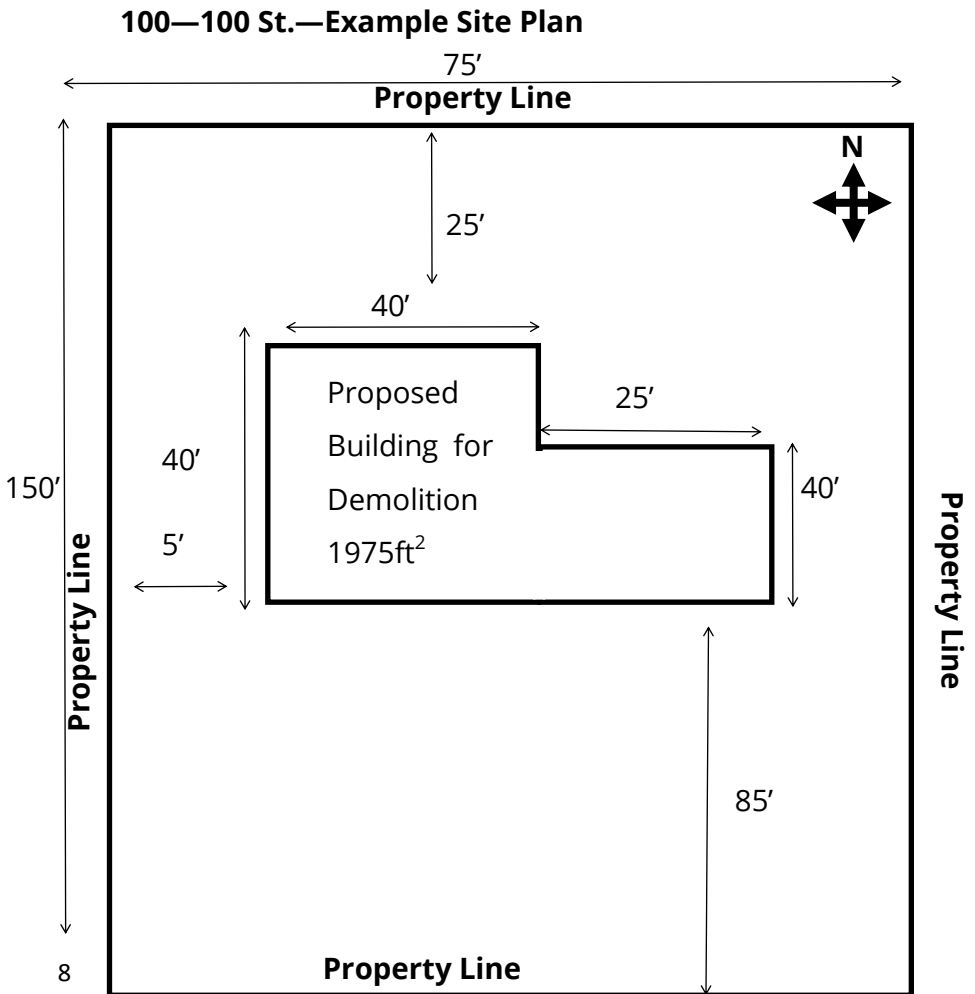 100—100 St.—Example Site Plan
75’
Property Line
N
25’
40’
Proposed
Building for
Demolition
1975ft²
25’
40’
150’
40’
5’
Property Line
Property Line
85’
Property Line
8